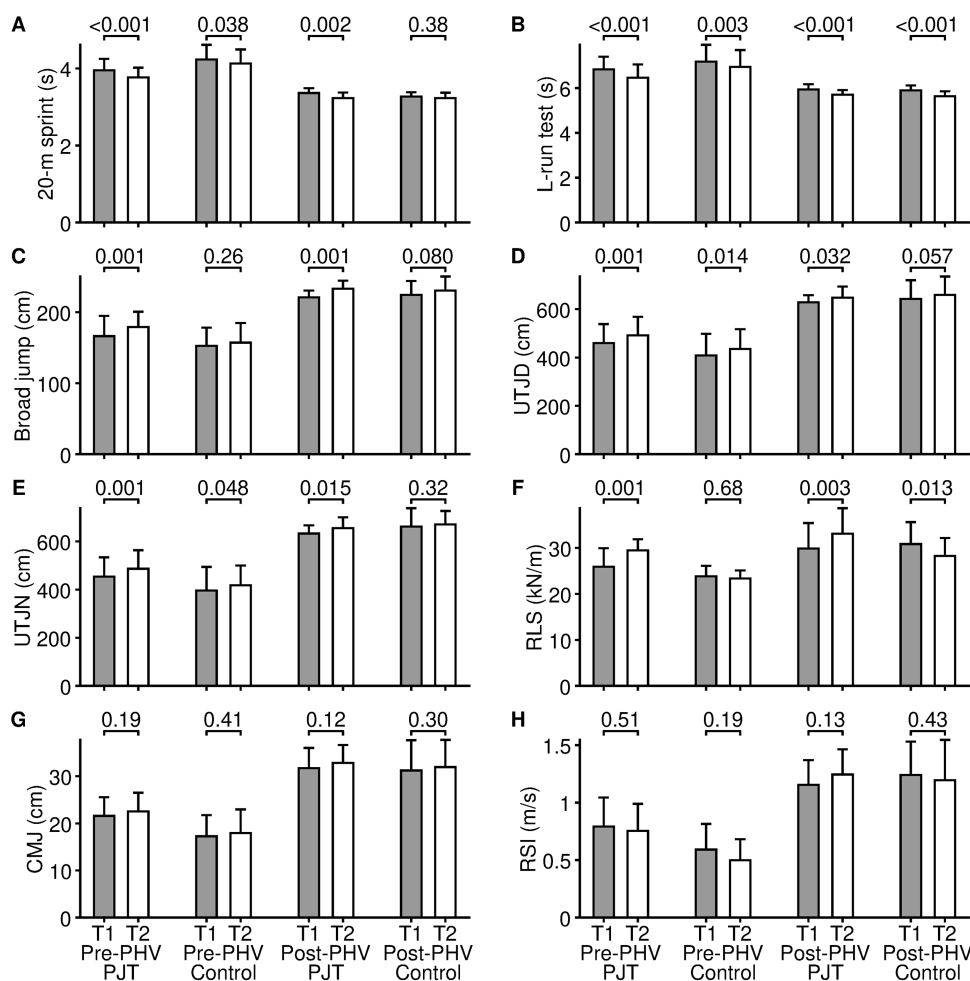 A
<0.001 0.038 0.002 0.38
20-m sprint (s)
4
2
0
B
<0.001 0.003 <0.001 <0.001
L-run test (s)
6
4
2
0
C
0.001 0.26 0.001 0.080
Broad jump (cm)
200
100
0
D
0.001 0.014 0.032 0.057
UTJD (cm)
600
400
200
0
E
0.001 0.048 0.015 0.32
UTJN (cm)
600
400
200
0
F
0.001 0.68 0.003 0.013
RLS (kN/m)
30
20
10
0
G
0.19 0.41 0.12 0.30
CMJ (cm)
30
20
10
0
T1 T2 T1 T2 T1 T2 T1 T2
Pre-PHV Pre-PHV Post-PHV Post-PHV
PJT Control PJT Control
H
0.51 0.19 0.13 0.43
RSI (m/s)
1.5
1
0.5
0
T1 T2 T1 T2 T1 T2 T1 T2
Pre-PHV Pre-PHV Post-PHV Post-PHV
PJT Control PJT Control